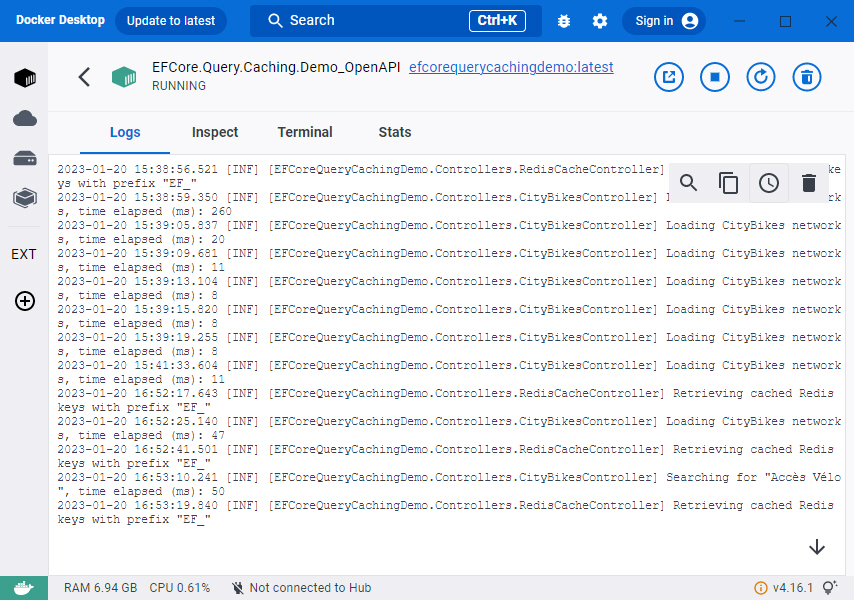 Docker Desktop
Update to latest
Search
Ctrl+K
Sign in
EFCore.Query.Caching.Demo_OpenAPI efcorequerycachingdemo:latest
RUNNING
Logs
Inspect
Terminal
Stats
EXT
2023-01-20 15:38:56.521 [INF] [EFCoreQueryCachingDemo.Controllers.RedisCacheController] ke
ys with prefix "EF_"
2023-01-20 15:38:59.350 [INF] [EFCoreQueryCachingDemo.Controllers.CityBikesController]
s, time elapsed (ms): 260
2023-01-20 15:39:05.837 [INF] [EFCoreQueryCachingDemo.Controllers.CityBikesController] Loading CityBikes network
s, time elapsed (ms): 20
2023-01-20 15:39:09.681 [INF] [EFCoreQueryCachingDemo.Controllers.CityBikesController] Loading CityBikes network
s, time elapsed (ms): 11
2023-01-20 15:39:13.104 [INF] [EFCoreQueryCachingDemo.Controllers.CityBikesController] Loading CityBikes network
s, time elapsed (ms): 8
2023-01-20 15:39:15.820 [INF] [EFCoreQueryCachingDemo.Controllers.CityBikesController] Loading CityBikes network
s, time elapsed (ms): 8
2023-01-20 15:39:19.255 [INF] [EFCoreQueryCachingDemo.Controllers.CityBikesController] Loading CityBikes network
s, time elapsed (ms): 8
2023-01-20 15:41:33.604 [INF] [EFCoreQueryCachingDemo.Controllers.CityBikesController] Loading CityBikes network
s, time elapsed (ms): 11
2023-01-20 16:52:17.643 [INF] [EFCoreQueryCachingDemo.Controllers.RedisCacheController] Retrieving cached Redis
keys with prefix "EF_"
2023-01-20 16:52:25.140 [INF] [EFCoreQueryCachingDemo.Controllers.CityBikesController] Loading CityBikes network
s, time elapsed (ms): 47
2023-01-20 16:52:41.501 [INF] [EFCoreQueryCachingDemo.Controllers.RedisCacheController] Retrieving cached Redis
keys with prefix "EF_"
2023-01-20 16:53:10.241 [INF] [EFCoreQueryCachingDemo.Controllers.CityBikesController] Searching for "Accès Vélo
", time elapsed (ms): 50
2023-01-20 16:53:19.840 [INF] [EFCoreQueryCachingDemo.Controllers.RedisCacheController] Retrieving cached Redis
keys with prefix "EF_"
RAM 6.94 GB CPU 0.61% Not connected to Hub
v4.16.1